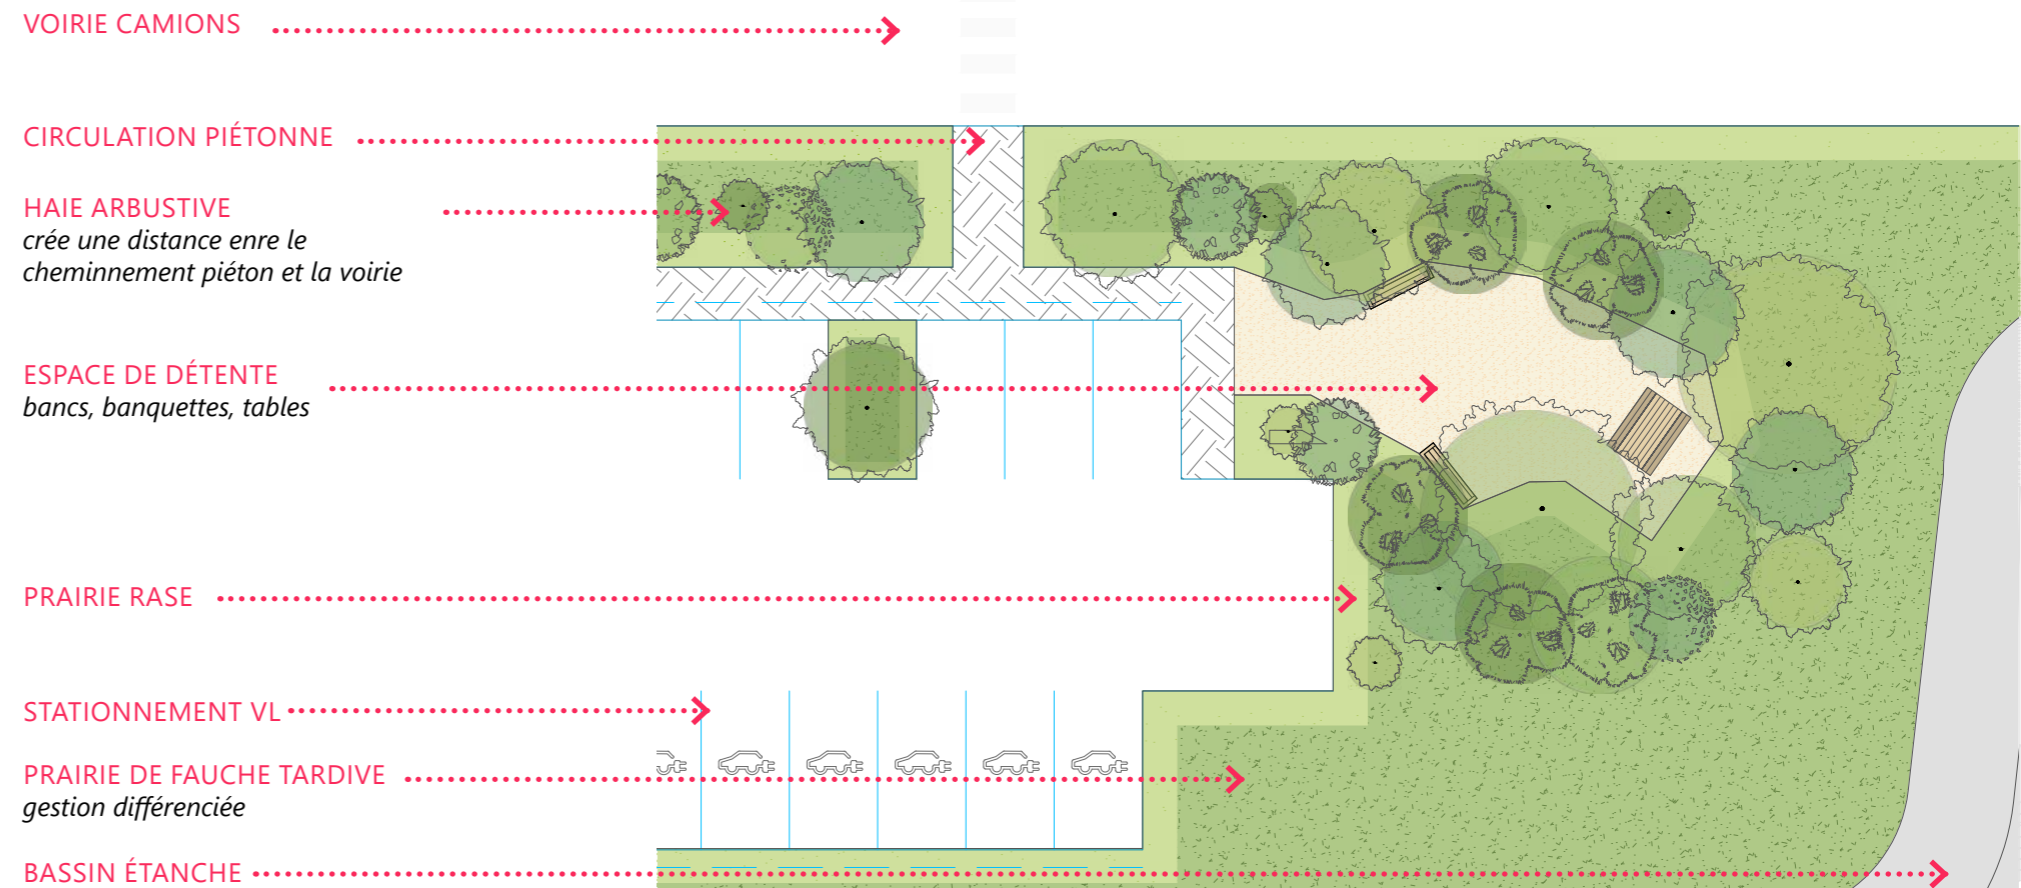 VOIRIE CAMIONS
CIRCULATION PIÉTONNE
HAIE ARBUSTIVE
crée une distance enre le
cheminnement piéton et la voirie
ESPACE DE DÉTENTE
bancs, banquettes, tables
PRAIRIE RASE
STATIONNEMENT VL
PRAIRIE DE FAUCHE TARDIVE
gestion différenciée
BASSIN ÉTANCHE